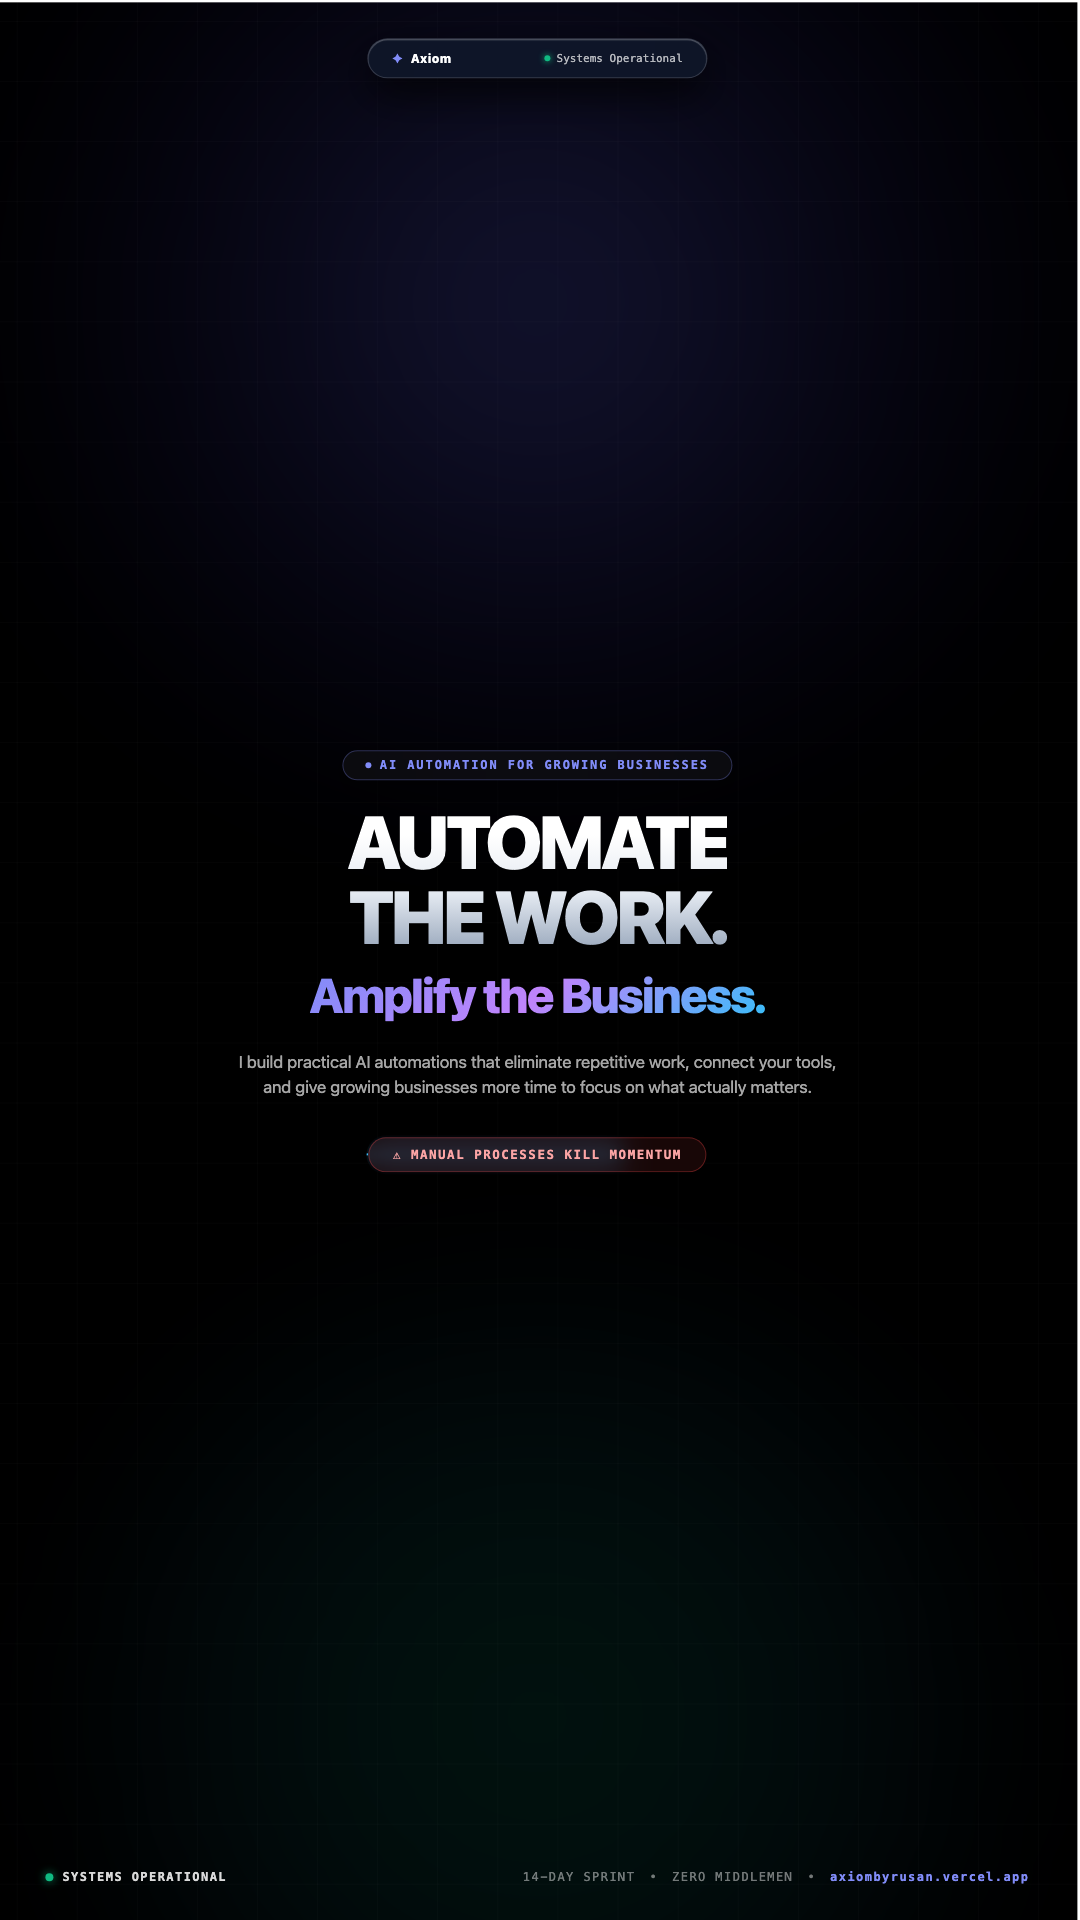 ✦ Axiom
Systems Operational
AI AUTOMATION FOR GROWING BUSINESSES
AUTOMATE
THE WORK.
Amplify the Business.
I build practical AI automations that eliminate repetitive work, connect your tools,
and give growing businesses more time to focus on what actually matters.
⚠ MANUAL PROCESSES KILL MOMENTUM
SYSTEMS OPERATIONAL
14-DAY SPRINT • ZERO MIDDLEMEN • axiombyrusan.vercel.app